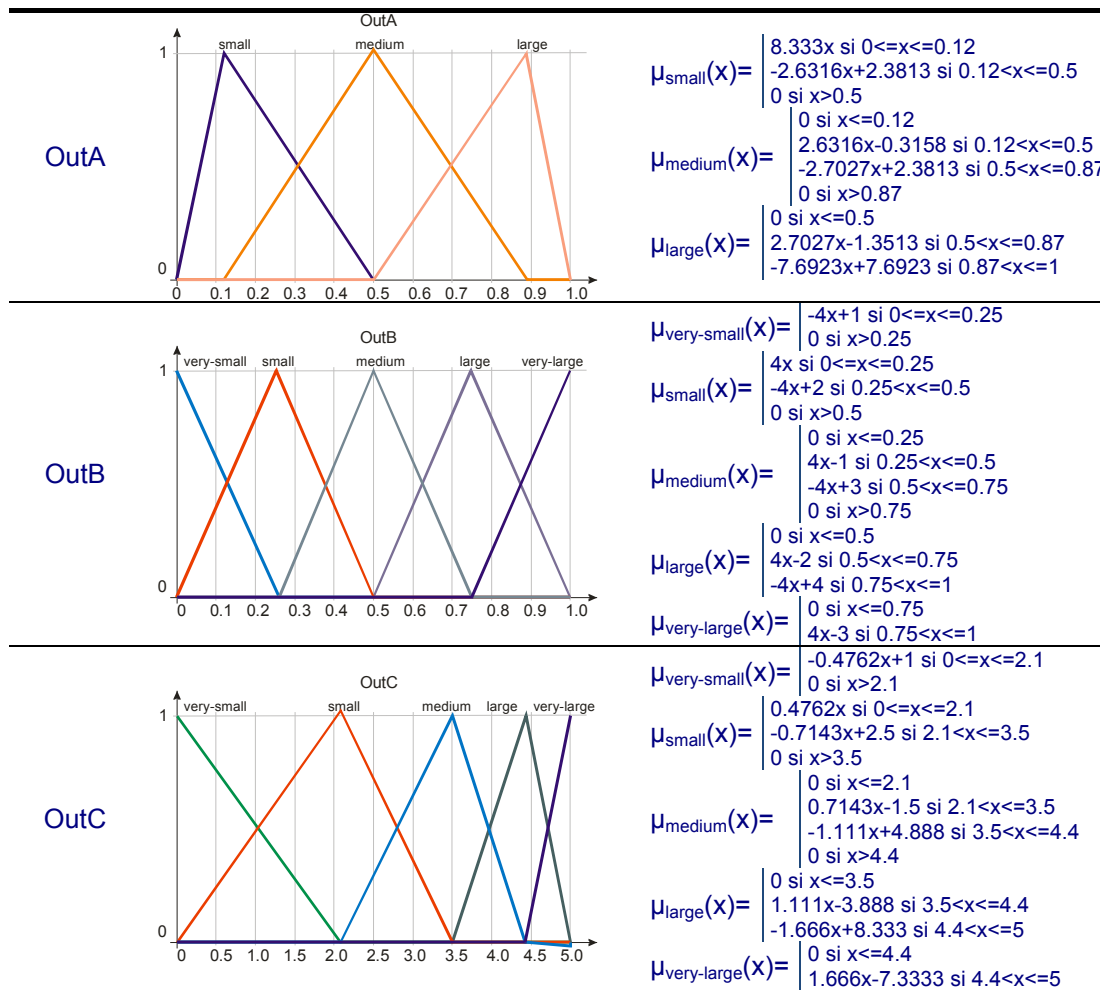 OutA
OutA
small medium large
1
0
0 0.1 0.2 0.3 0.4 0.5 0.6 0.7 0.8 0.9 1.0
μsmall(x)=
8.333x si 0<=x<=0.12
-2.6316x+2.3813 si 0.12<x<=0.5
0 si x>0.5
μmedium(x)=
0 si x<=0.12
2.6316x-0.3158 si 0.12<x<=0.5
-2.7027x+2.3813 si 0.5<x<=0.87
0 si x>0.87
μlarge(x)=
0 si x<=0.5
2.7027x-1.3513 si 0.5<x<=0.87
-7.6923x+7.6923 si 0.87<x<=1
OutB
OutB
very-small small medium large very-large
1
0
0 0.1 0.2 0.3 0.4 0.5 0.6 0.7 0.8 0.9 1.0
μvery-small(x)=
-4x+1 si 0<=x<=0.25
0 si x>0.25
μsmall(x)=
4x si 0<=x<=0.25
-4x+2 si 0.25<x<=0.5
0 si x>0.5
μmedium(x)=
0 si x<=0.25
4x-1 si 0.25<x<=0.5
-4x+3 si 0.5<x<=0.75
0 si x>0.75
μlarge(x)=
0 si x<=0.5
4x-2 si 0.5<x<=0.75
-4x+4 si 0.75<x<=1
μvery-large(x)=
0 si x<=0.75
4x-3 si 0.75<x<=1
OutC
OutC
very-small small medium large very-large
1
0
0 0.5 1.0 1.5 2.0 2.5 3.0 3.5 4.0 4.5 5.0
μvery-small(x)=
-0.4762x+1 si 0<=x<=2.1
0 si x>2.1
μsmall(x)=
0.4762x si 0<=x<=2.1
-0.7143x+2.5 si 2.1<x<=3.5
0 si x>3.5
μmedium(x)=
0 si x<=2.1
0.7143x-1.5 si 2.1<x<=3.5
-1.111x+4.888 si 3.5<x<=4.4
0 si x>4.4
μlarge(x)=
0 si x<=3.5
1.111x-3.888 si 3.5<x<=4.4
-1.666x+8.333 si 4.4<x<=5
μvery-large(x)=
0 si x<=4.4
1.666x-7.3333 si 4.4<x<=5